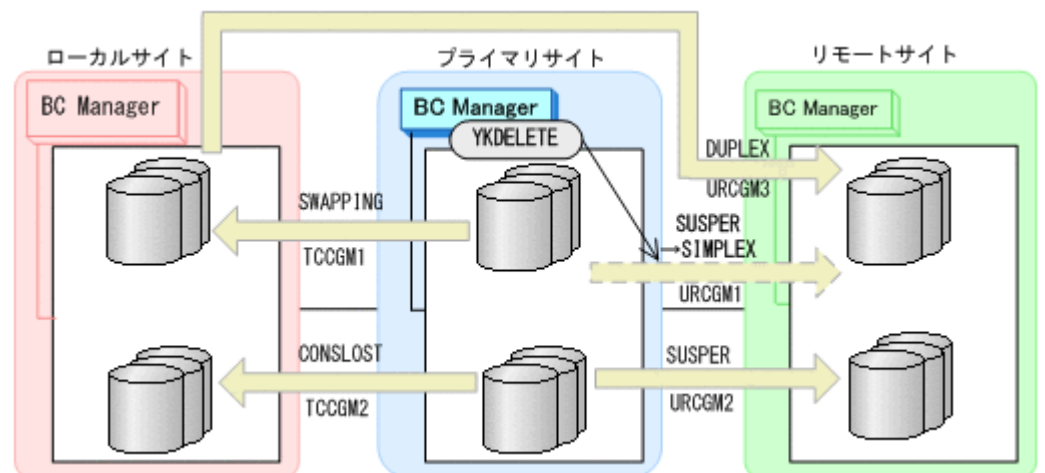 ローカルサイト
プライマリサイト
リモートサイト
BC Manager
BC Manager
BC Manager
YKDELETE
DUPLEX
URCGM3
SWAPPING
TCCGM1
SUSPER
→SIMPLEX
URCGM1
CONSLOST
TCCGM2
SUSPER
URCGM2